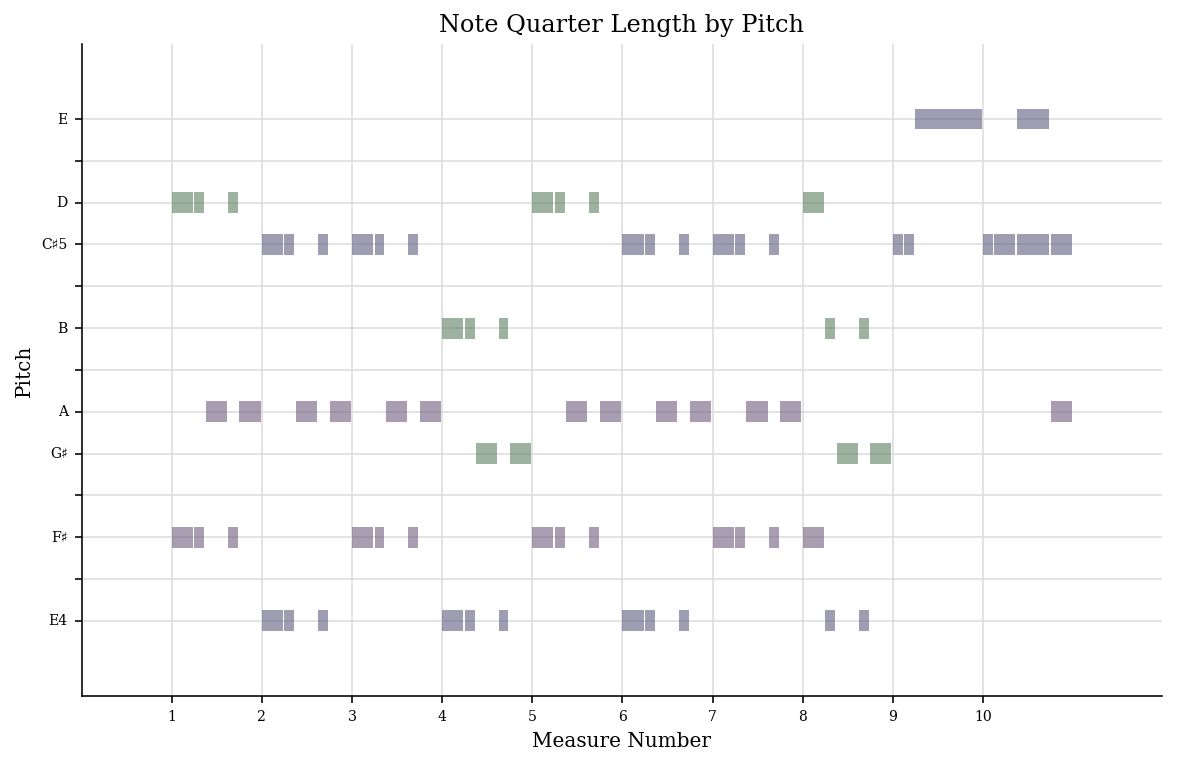 Note Quarter Length by Pitch
Pitch
E
D
C♯5
B
A
G♯
F♯
E4
1 2 3 4 5 6 7 8 9 10
Measure Number